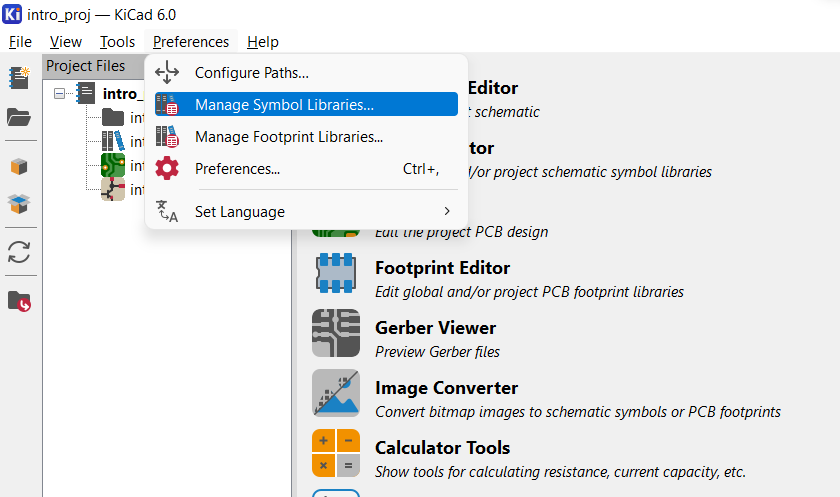 Ki intro_proj — KiCad 6.0
File View Tools Preferences Help
Project Files
intro_
int
int
int
int
Configure Paths...
Manage Symbol Libraries...
Manage Footprint Libraries...
Preferences... Ctrl+,
Set Language
Editor
t schematic
tor
/or project schematic symbol libraries
Edit the project PCB design
Footprint Editor
Edit global and/or project PCB footprint libraries
Gerber Viewer
Preview Gerber files
Image Converter
Convert bitmap images to schematic symbols or PCB footprints
Calculator Tools
Show tools for calculating resistance, current capacity, etc.